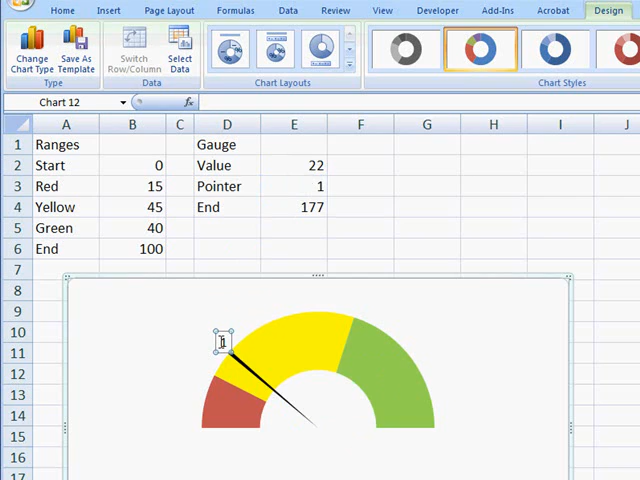 Home Insert Page Layout Formulas Data Review View Developer Add-Ins Acrobat Design
Change Chart Type
Save As Template
Switch Row/Column
Select Data
Type Data Chart Layouts Chart Styles
Chart 12 fx
A B C D E F G H I J
1 Ranges Gauge
2 Start 0 Value 22
3 Red 15 Pointer 1
4 Yellow 45 End 177
5 Green 40
6 End 100
7
8
9
10
11
12
13
14
15
16
17
1